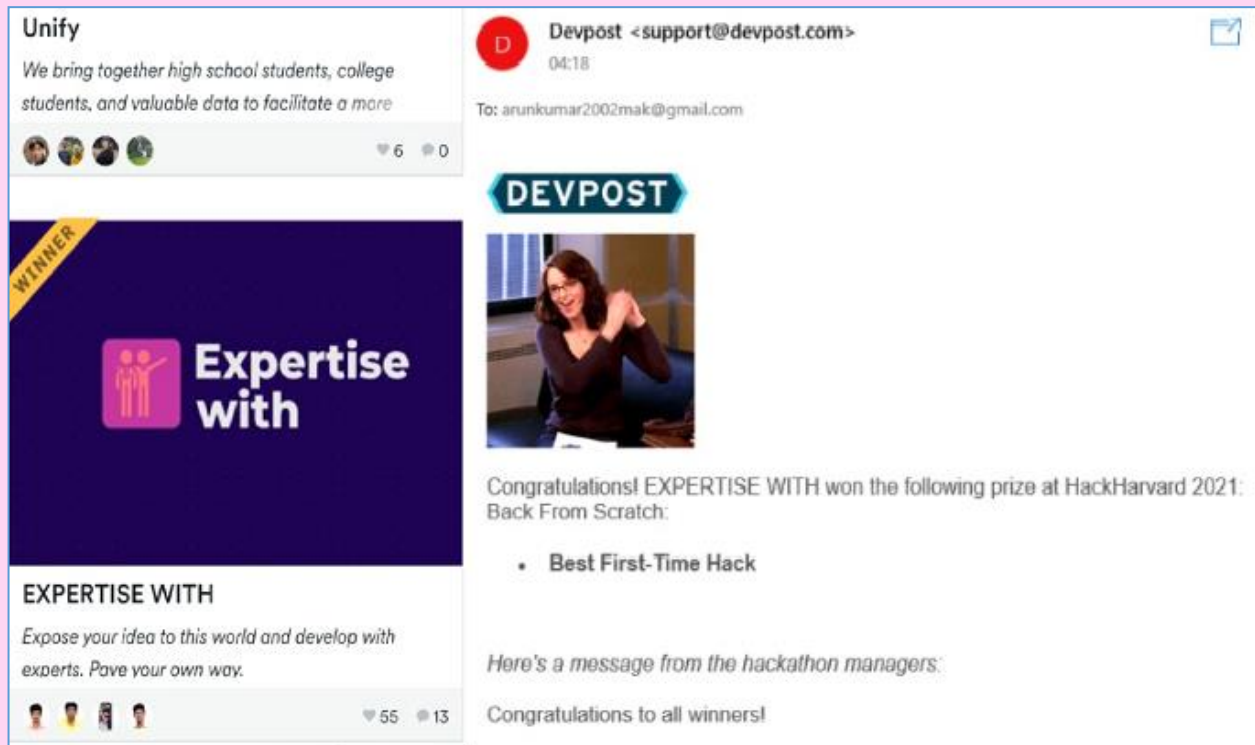 Unify
We bring together high school students, college
students, and valuable data to facilitate a more
6 0
WINNER
Expertise
with
EXPERTISE WITH
Expose your idea to this world and develop with
experts. Pave your own way.
55 13
D
Devpost <support@devpost.com>
04:18
To: arunkumar2002mak@gmail.com
DEVPOST
Congratulations! EXPERTISE WITH won the following prize at HackHarvard 2021:
Back From Scratch:
• Best First-Time Hack
Here's a message from the hackathon managers:
Congratulations to all winners!